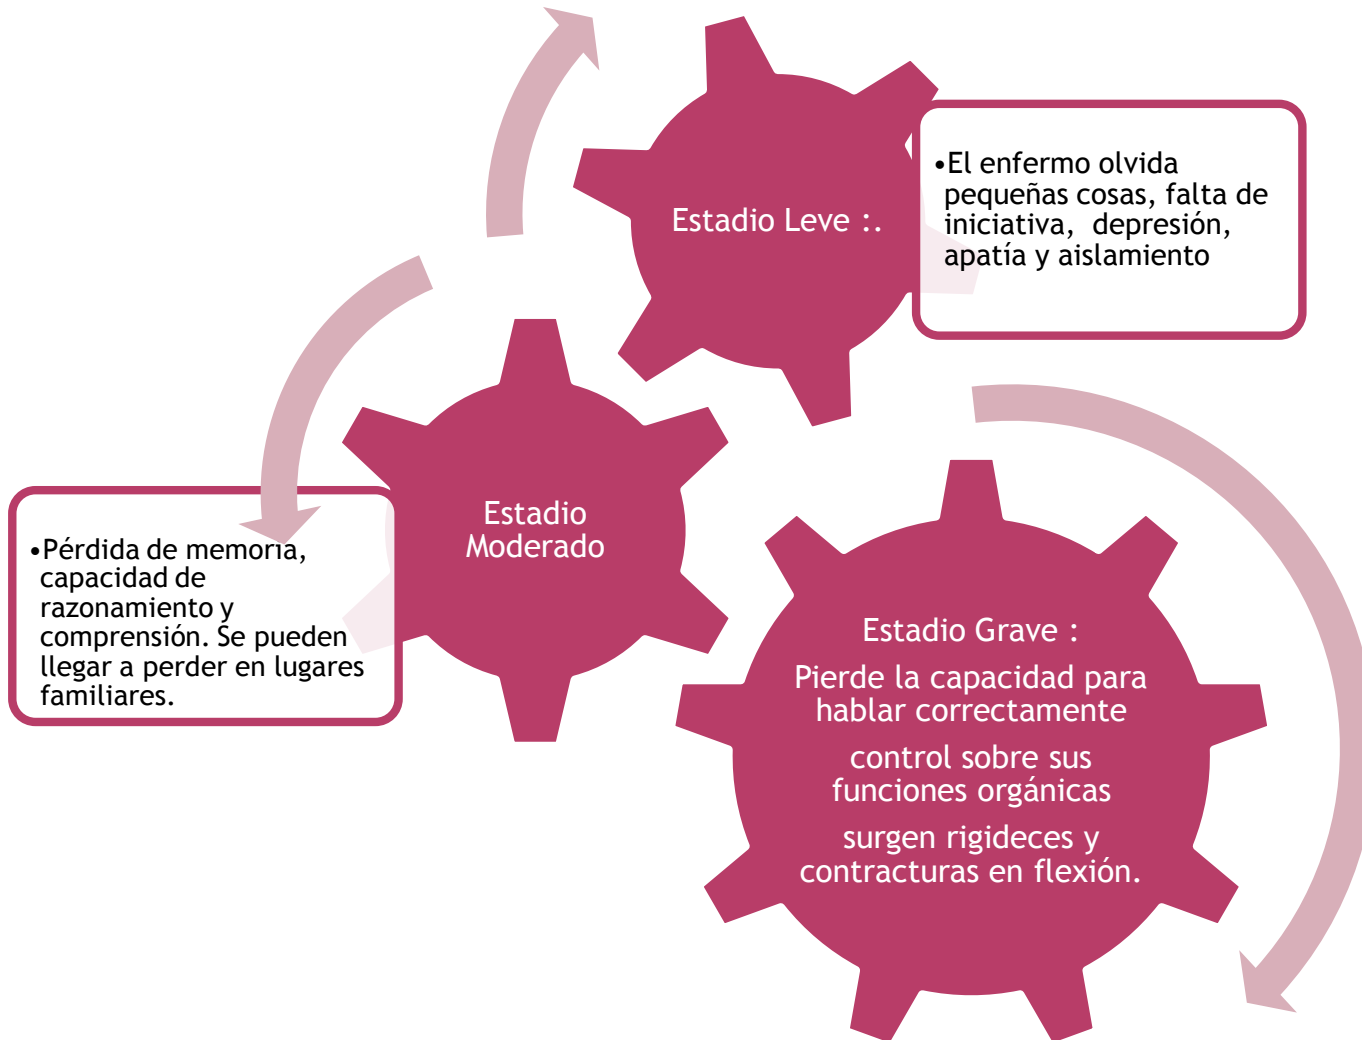 Estadio Leve :.
•El enfermo olvida
pequeñas cosas, falta de
iniciativa,  depresión,
apatía y aislamiento
Estadio
Moderado
•Pérdida de memoria,
capacidad de
razonamiento y
comprensión. Se pueden
llegar a perder en lugares
familiares.
Estadio Grave :
Pierde la capacidad para
hablar correctamente
control sobre sus
funciones orgánicas
surgen rigideces y
contracturas en flexión.